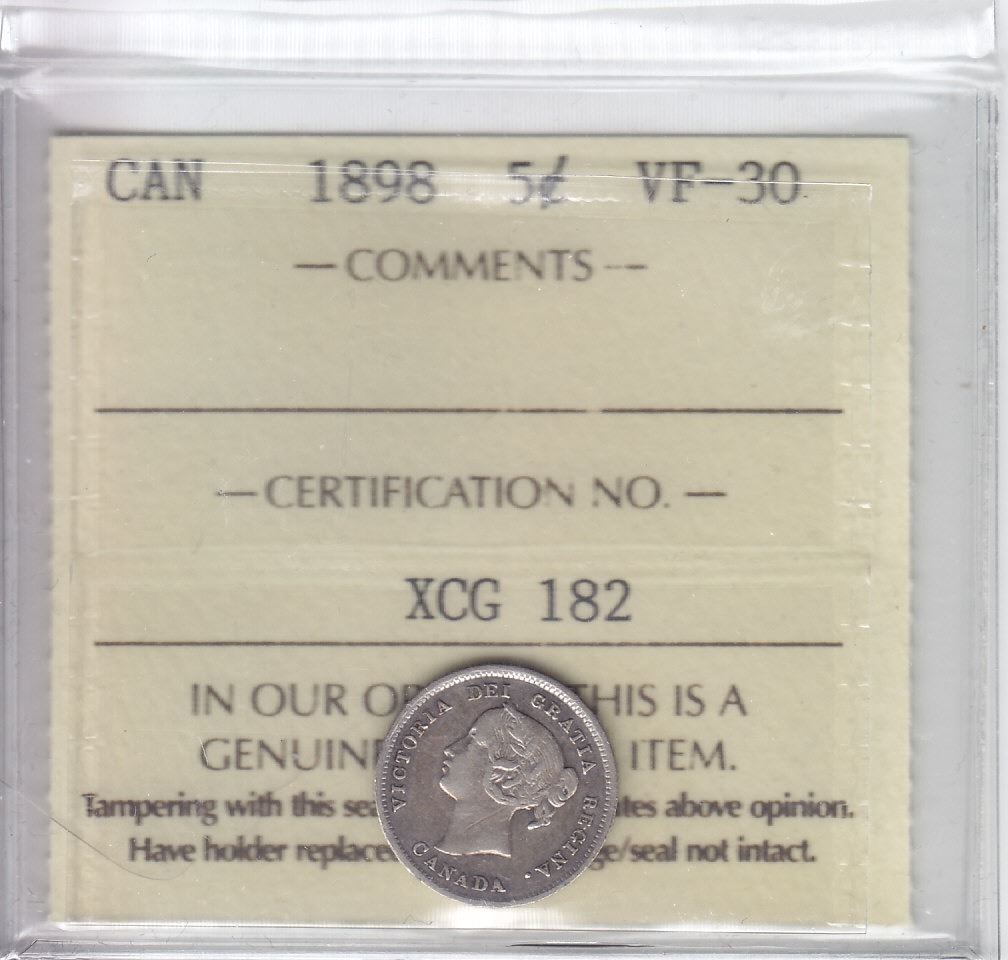 CAN 1898 5¢ VF-30
— COMMENTS --
— CERTIFICATION NO. —
XCG 182
IN OUR OP THIS IS A
GENUINE ITEM.
Tampering with this sea tes above opinion.
Have holder replace ge/seal not intact.
VICTORIA DEI GRATIA REGINA.
CANADA